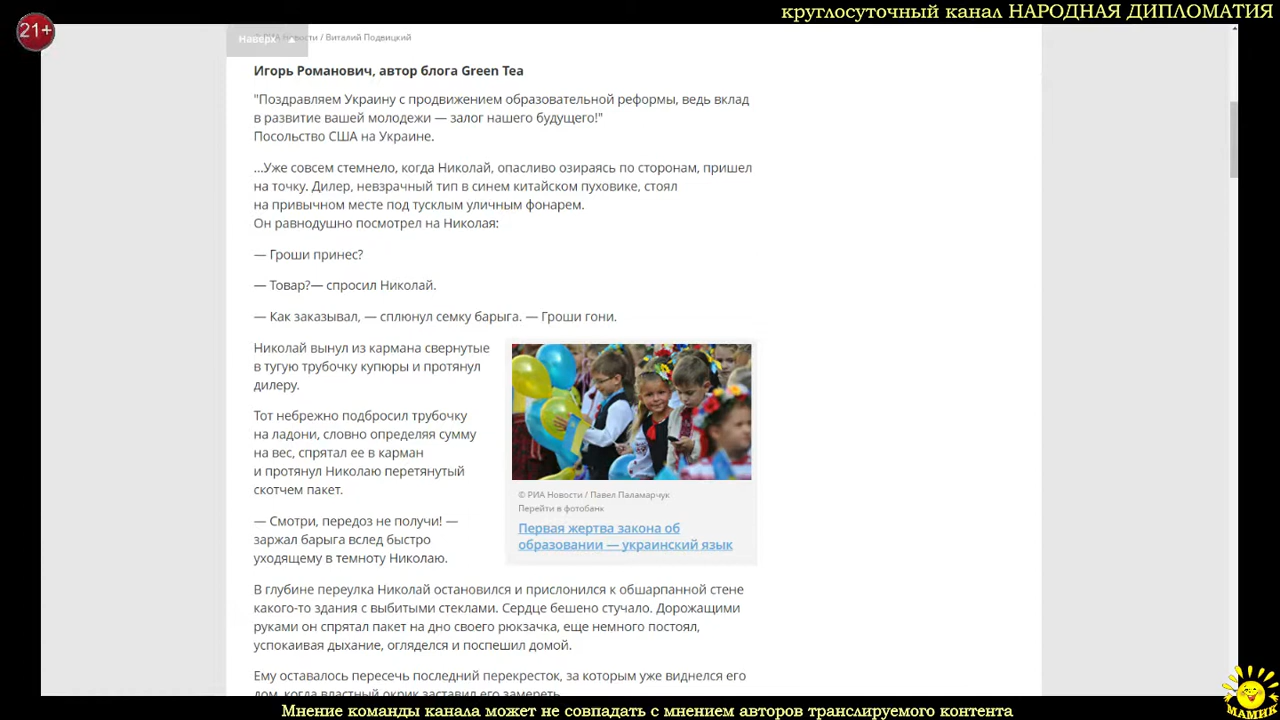 круглосуточный канал НАРОДНАЯ ДИПЛОМАТИЯ
21+
Наверх
© РИА Новости / Виталий Подвицкий
Игорь Романович, автор блога Green Tea
"Поздравляем Украину с продвижением образовательной реформы, ведь вклад
в развитие вашей молодежи — залог нашего будущего!"
Посольство США на Украине.
…Уже совсем стемнело, когда Николай, опасливо озираясь по сторонам, пришел
на точку. Дилер, невзрачный тип в синем китайском пуховике, стоял
на привычном месте под тусклым уличным фонарем.
Он равнодушно посмотрел на Николая:
— Гроши принес?
— Товар?— спросил Николай.
— Как заказывал, — сплюнул семку барыга. — Гроши гони.
Николай вынул из кармана свернутые
в тугую трубочку купюры и протянул
дилеру.
Тот небрежно подбросил трубочку
на ладони, словно определяя сумму
на вес, спрятал ее в карман
и протянул Николаю перетянутый
скотчем пакет.
— Смотри, передоз не получи! —
заржал барыга вслед быстро
уходящему в темноту Николаю.
© РИА Новости / Павел Паламарчук
Перейти в фотобанк
Первая жертва закона об
образовании — украинский язык
В глубине переулка Николай остановился и прислонился к обшарпанной стене
какого-то здания с выбитыми стеклами. Сердце бешено стучало. Дорожащими
руками он спрятал пакет на дно своего рюкзачка, еще немного постоял,
успокаивая дыхание, огляделся и поспешил домой.
Ему оставалось пересечь последний перекресток, за которым уже виднелся его
дом, когда властный окрик заставил его замереть.
МАМИК
Мнение команды канала может не совпадать с мнением авторов транслируемого контента